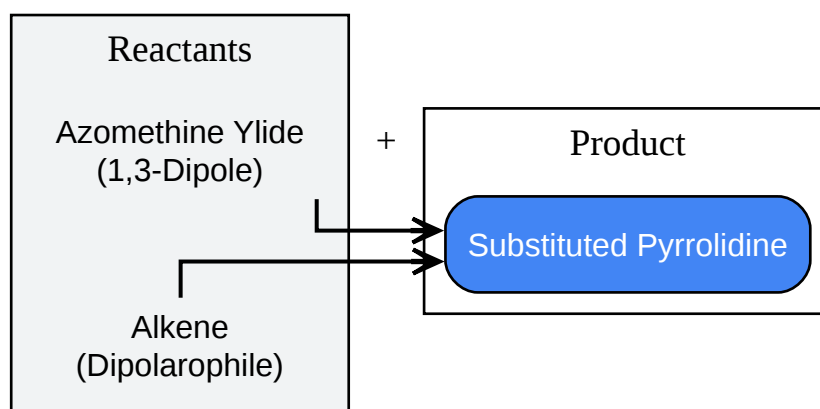 Reactants
Azomethine Ylide
(1,3-Dipole)
Alkene
(Dipolarophile)
+
Product
Substituted Pyrrolidine